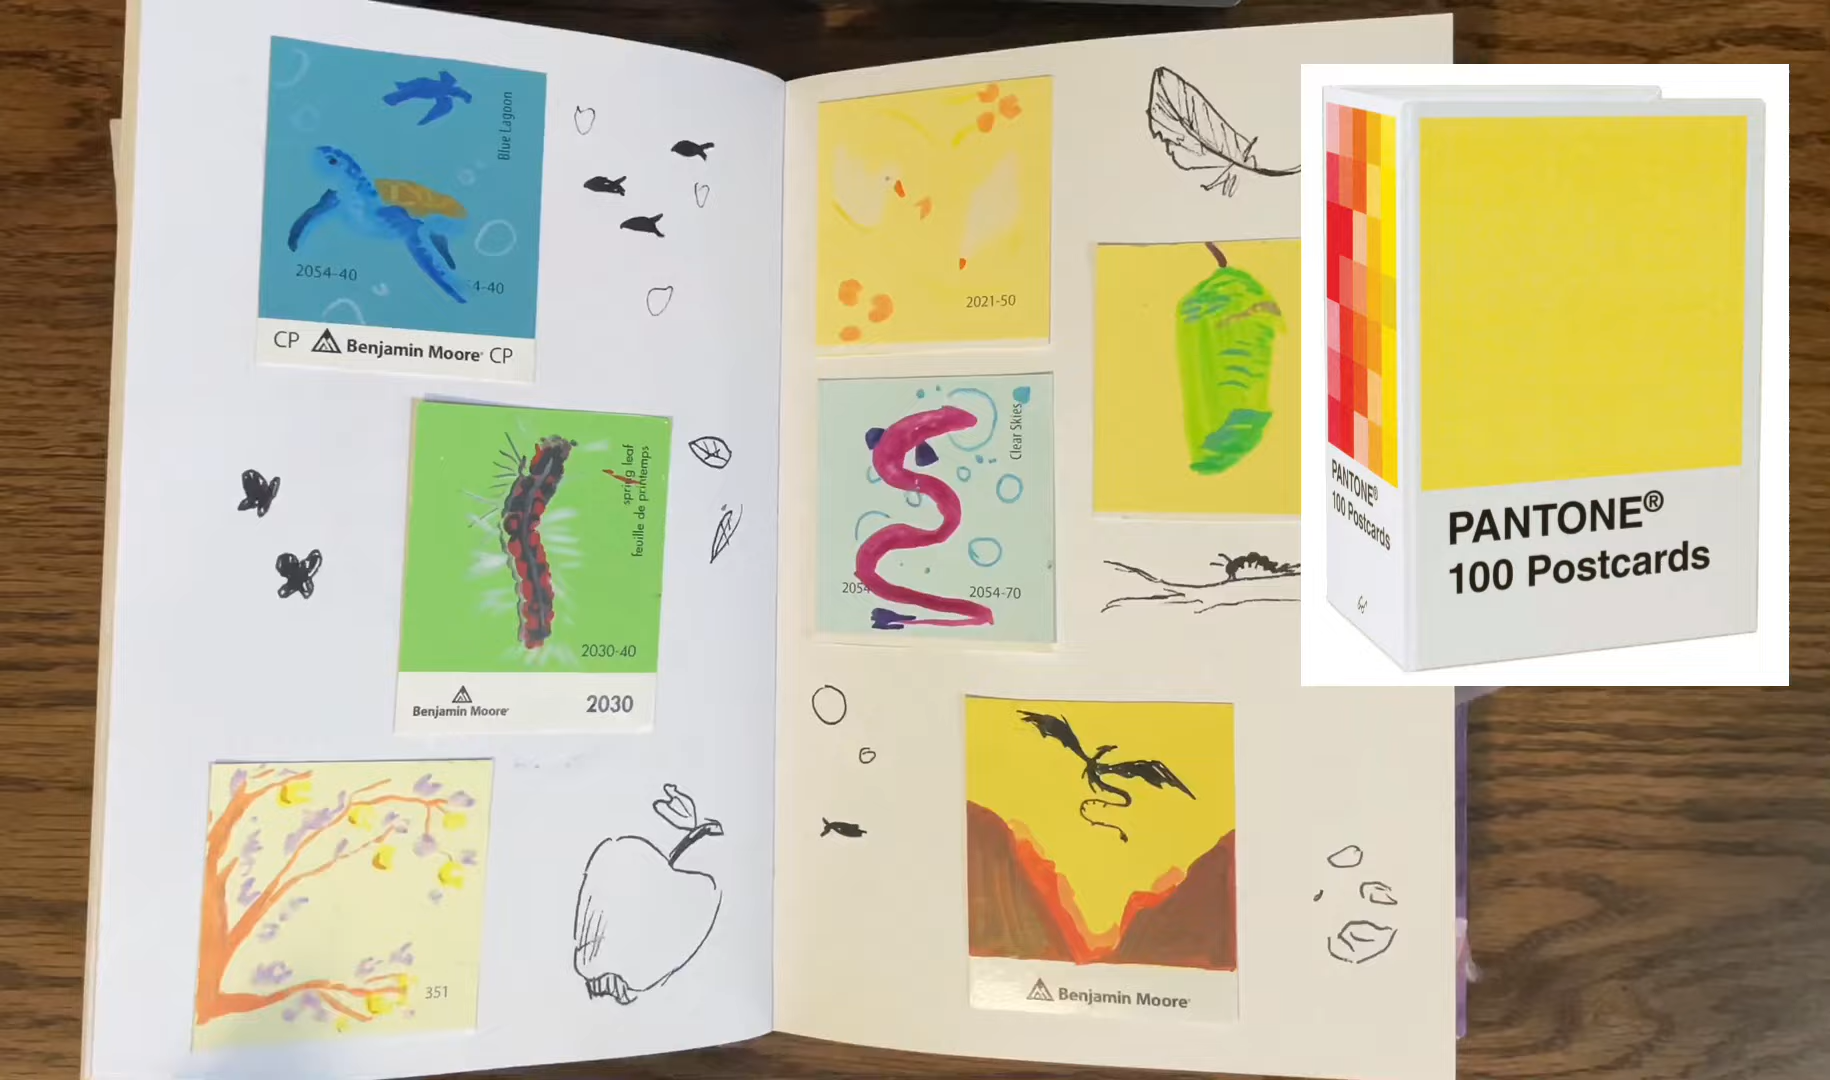 Blue Lagoon
2054-40
4-40
CP Benjamin Moore CP
spring leaf
feuille de printemps
2030-40
Benjamin Moore
2030
351
2021-50
Clear Skies
2054
2054-70
Benjamin Moore
PANTONE®
100 Postcards
PANTONE®
100 Postcards